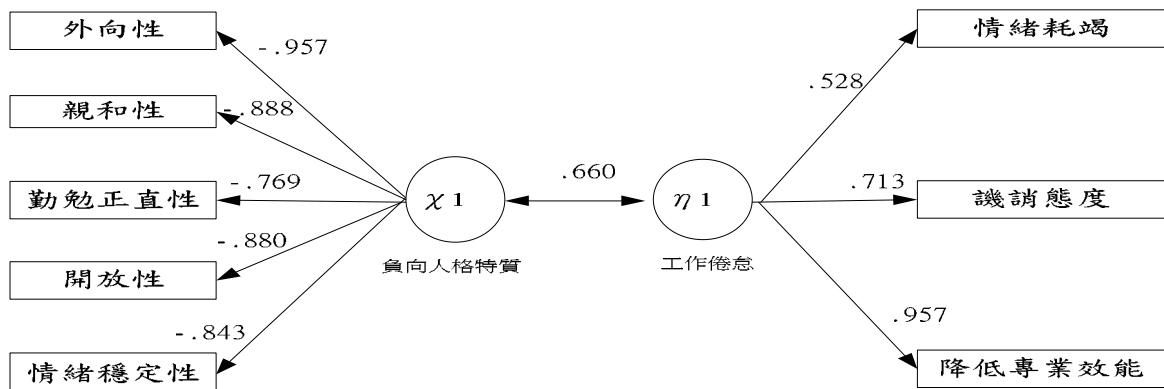 外向性
-.957
親和性
-.888
勤勉正直性
-.769
開放性
-.880
情緒穩定性
-.843
χ1
負向人格特質
.660
η1
工作倦怠
情緒耗竭
.528
譏誚態度
.713
降低專業效能
.957